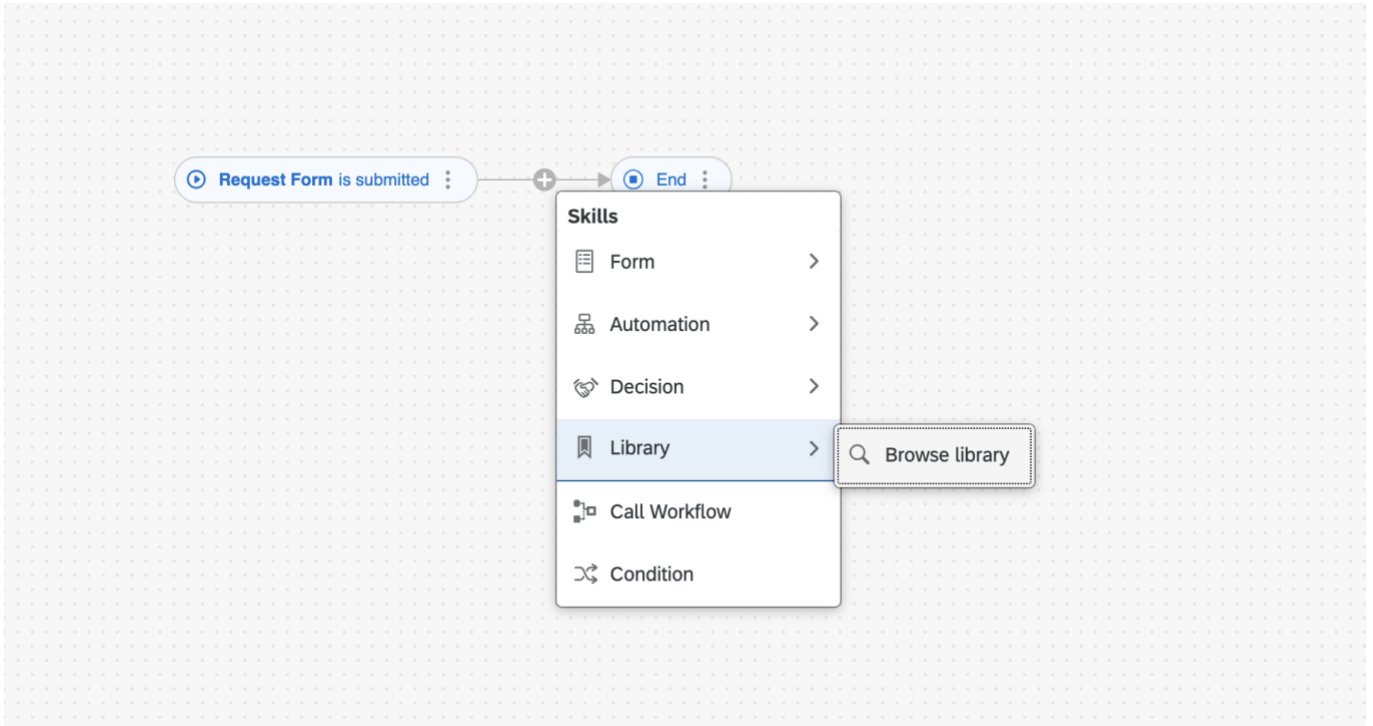 Request Form is submitted
End
Skills
Form
Automation
Decision
Library
Browse library
Call Workflow
Condition